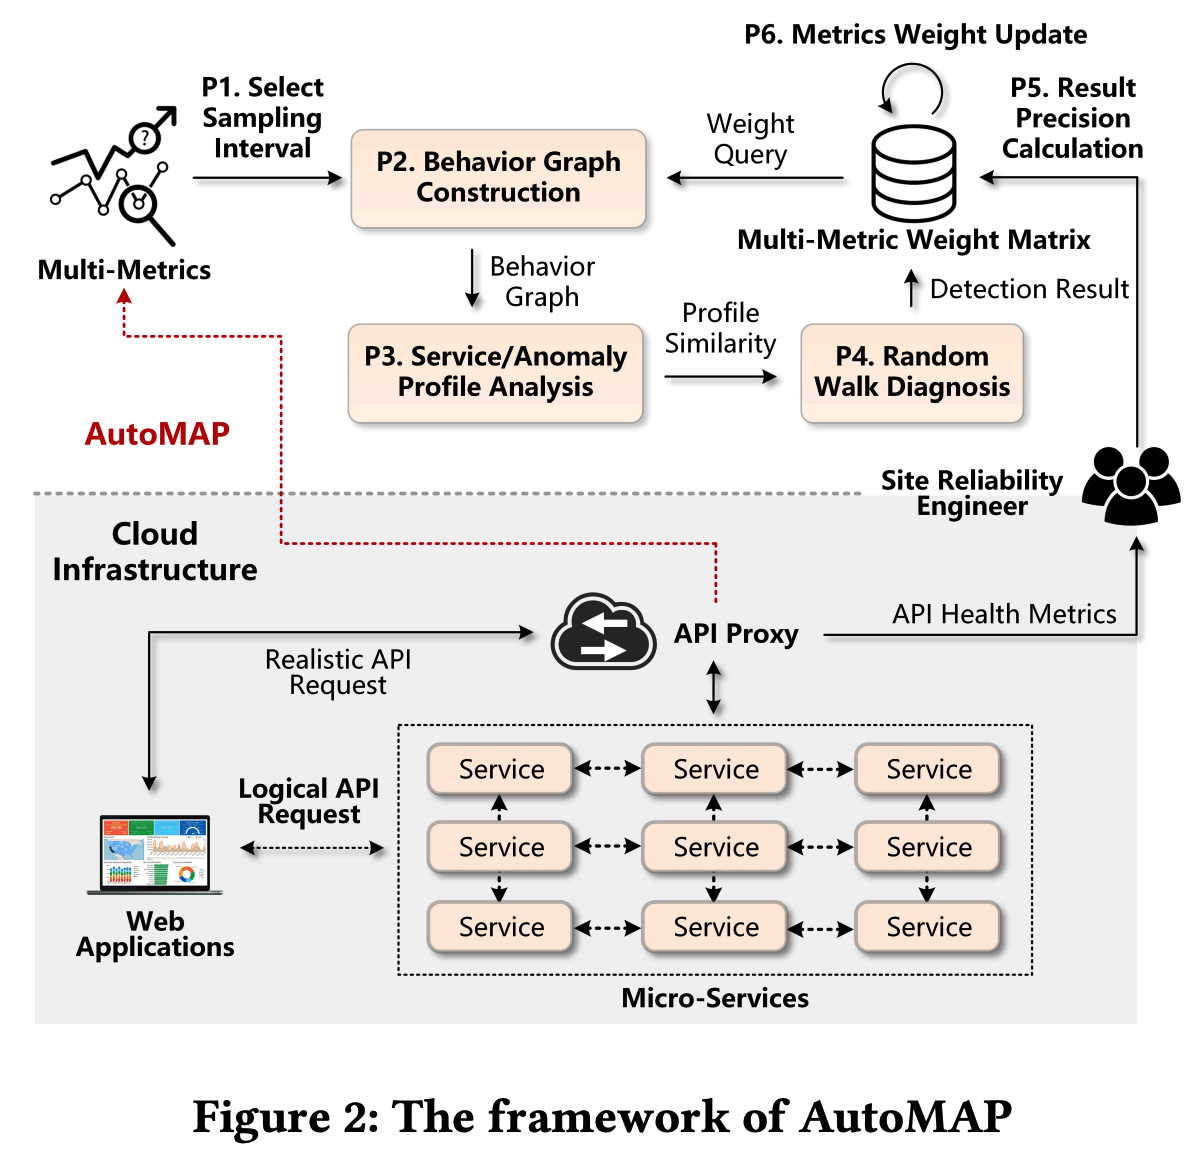 P6. Metrics Weight Update
P1. Select
Sampling
Interval
P5. Result
Precision
Calculation
Weight
Query
P2. Behavior Graph
Construction
?
Multi-Metrics
Multi-Metric Weight Matrix
Behavior
Graph
Detection Result
Profile
Similarity
P3. Service/Anomaly
Profile Analysis
P4. Random
Walk Diagnosis
AutoMAP
Site Reliability
Engineer
Cloud
Infrastructure
API Health Metrics
API Proxy
Realistic API
Request
Service
Service
Service
Logical API
Request
Service
Service
Service
Service
Service
Service
Web
Applications
Micro-Services
Figure 2: The framework of AutoMAP